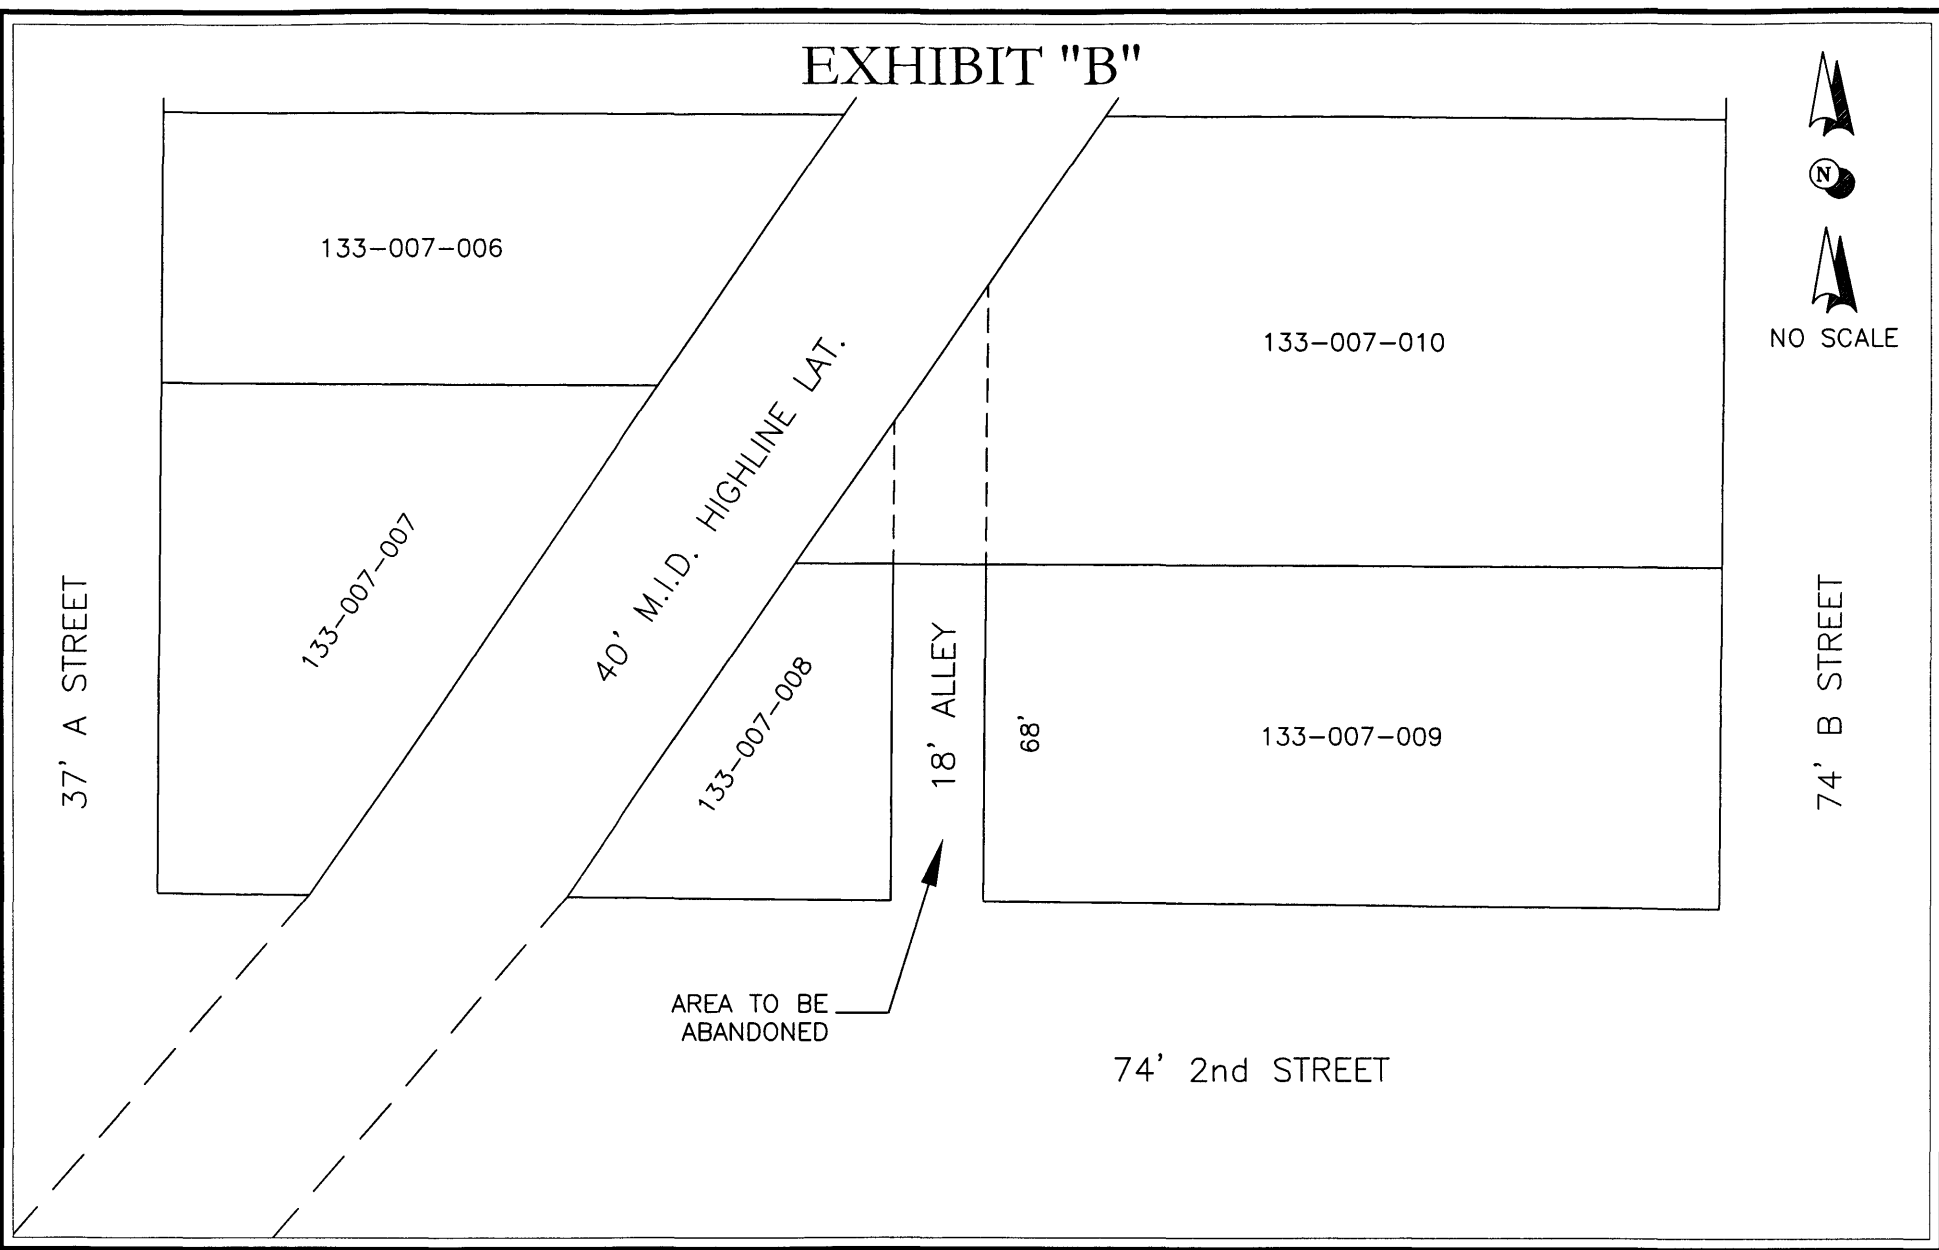 EXHIBIT "B"
N
NO SCALE
133-007-006
133-007-010
40' M.I.D. HIGHLINE LAT.
133-007-007
37' A STREET
133-007-008
18' ALLEY
68'
133-007-009
74' B STREET
AREA TO BE
ABANDONED
74' 2nd STREET